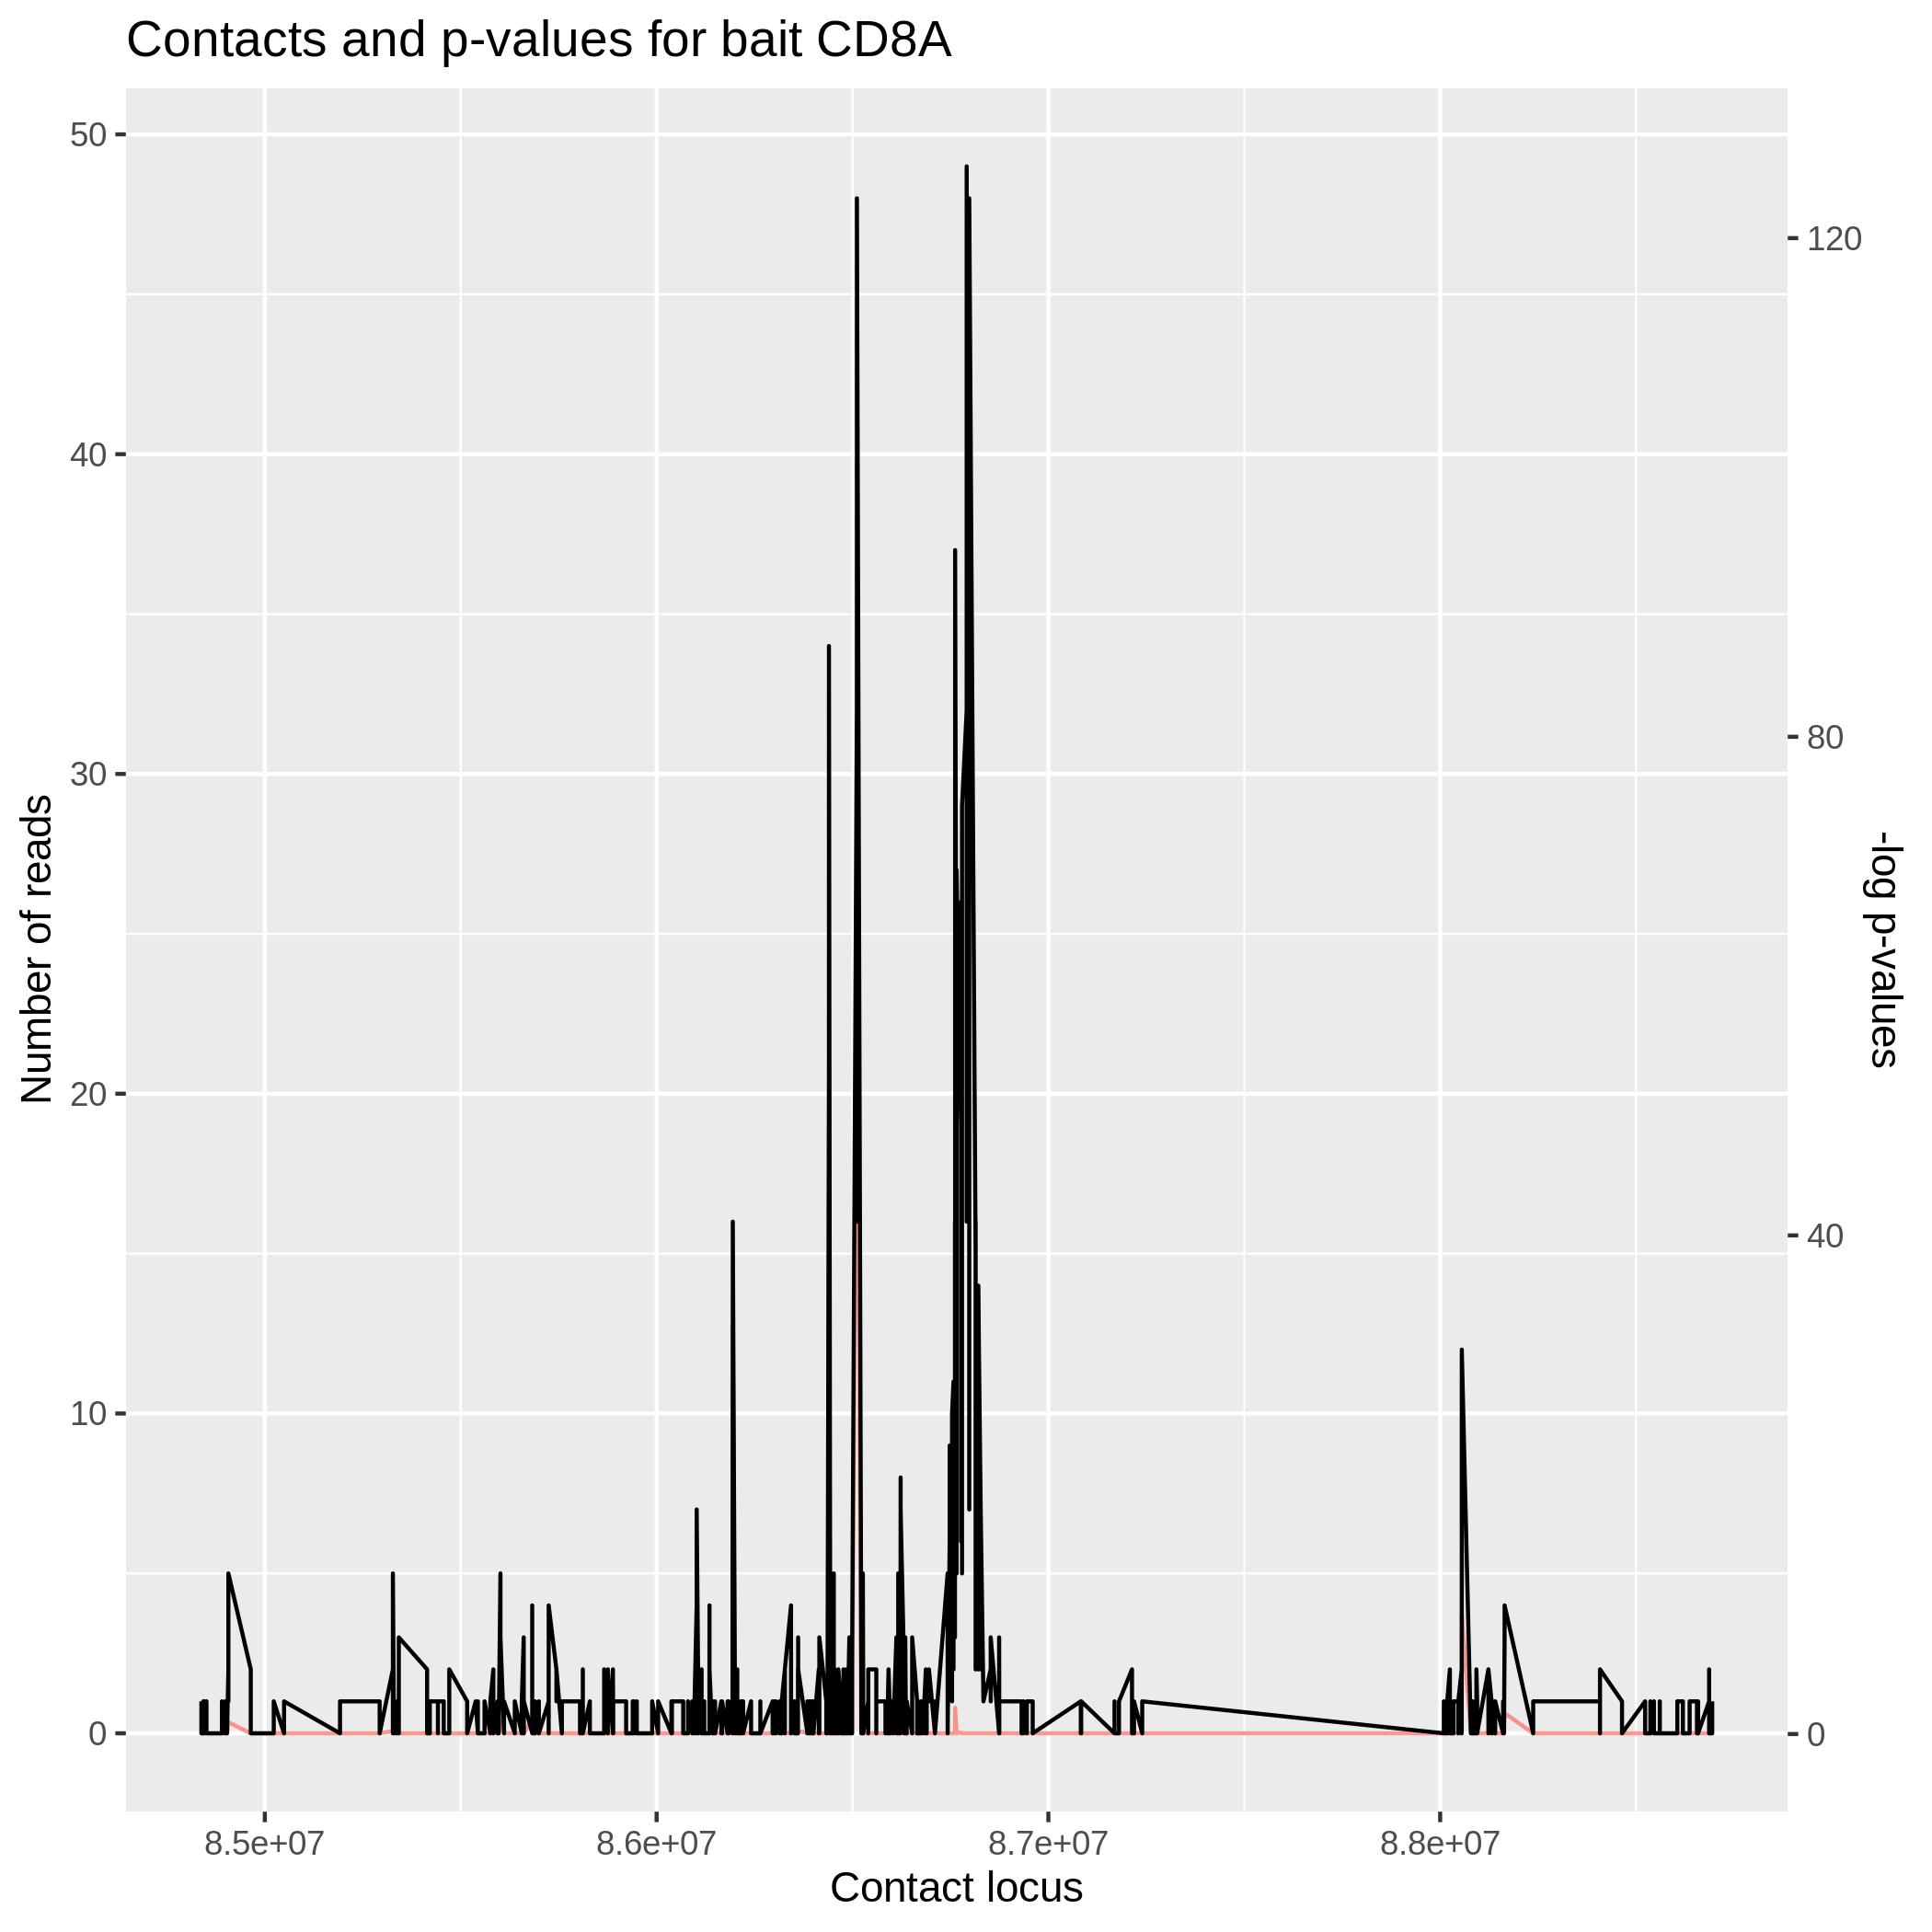 Contacts and p-values for bait CD8A
50
40
30
20
10
0
Number of reads
120
80
40
0
-log p-values
8.5e+07
8.6e+07
8.7e+07
8.8e+07
Contact locus